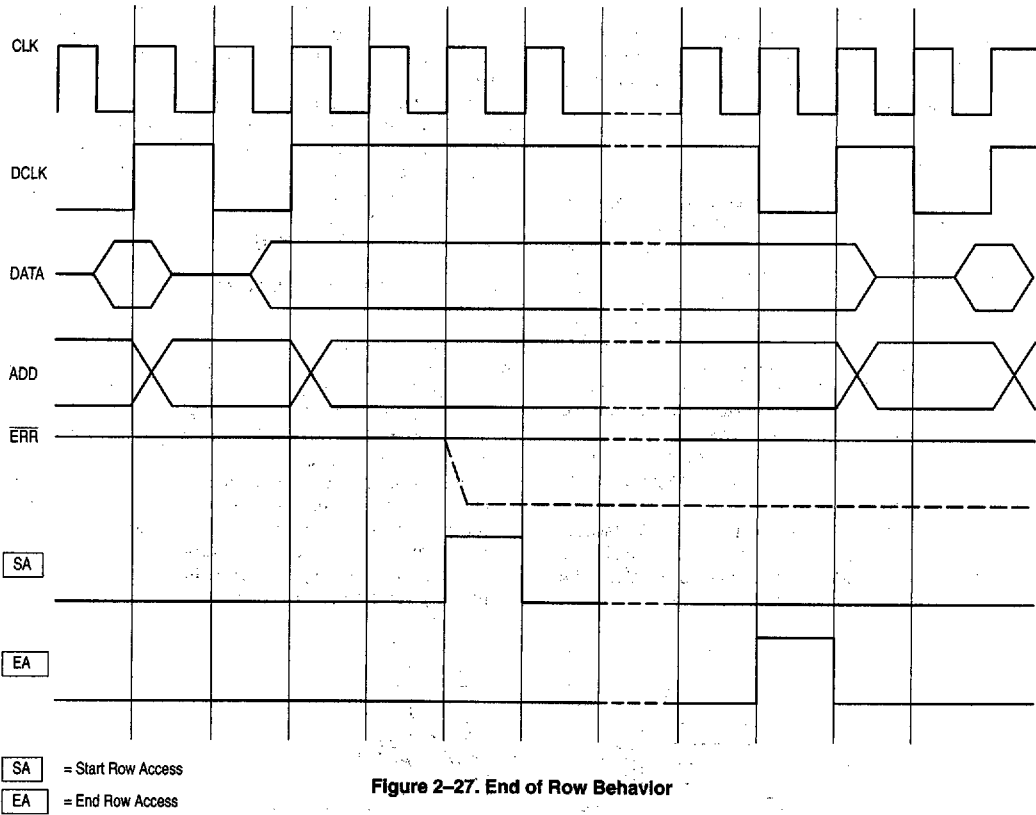 CLK
DCLK
DATA
ADD
ERR
SA
EA
SA = Start Row Access
EA = End Row Access
Figure 2–27. End of Row Behavior